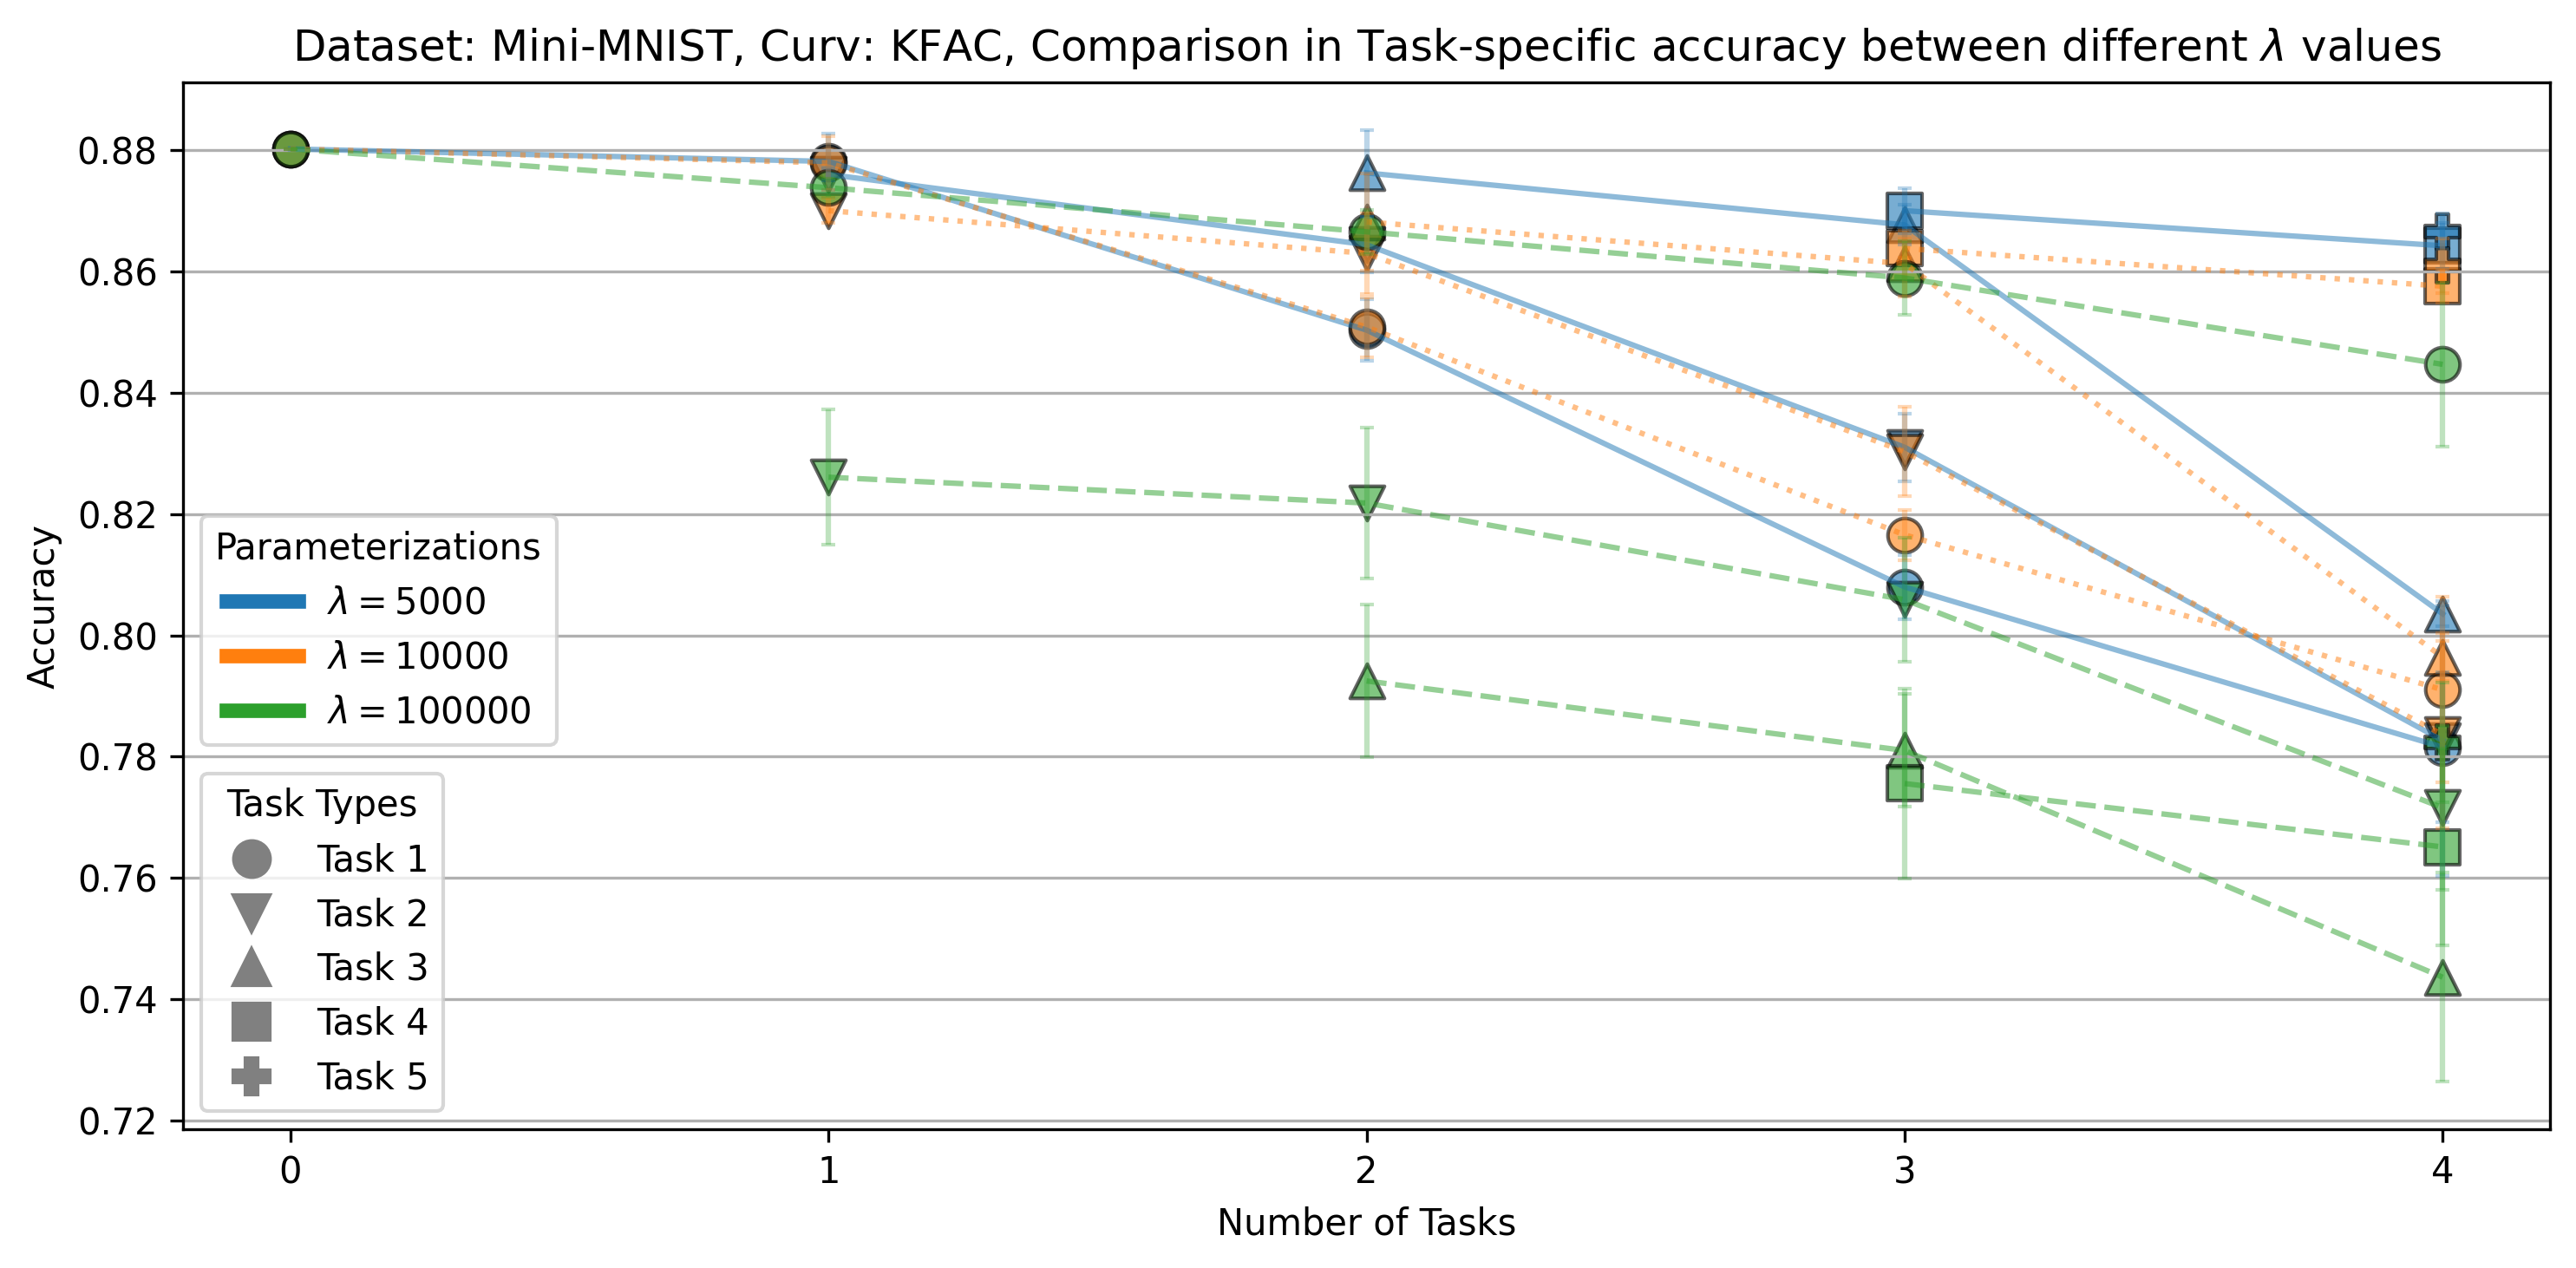 Dataset: Mini-MNIST, Curv: KFAC, Comparison in Task-specific accuracy between different λ values
Accuracy
0.88
0.86
0.84
0.82
0.80
0.78
0.76
0.74
0.72
Parameterizations
λ = 5000
λ = 10000
λ = 100000
Task Types
Task 1
Task 2
Task 3
Task 4
Task 5
0 1 2 3 4
Number of Tasks